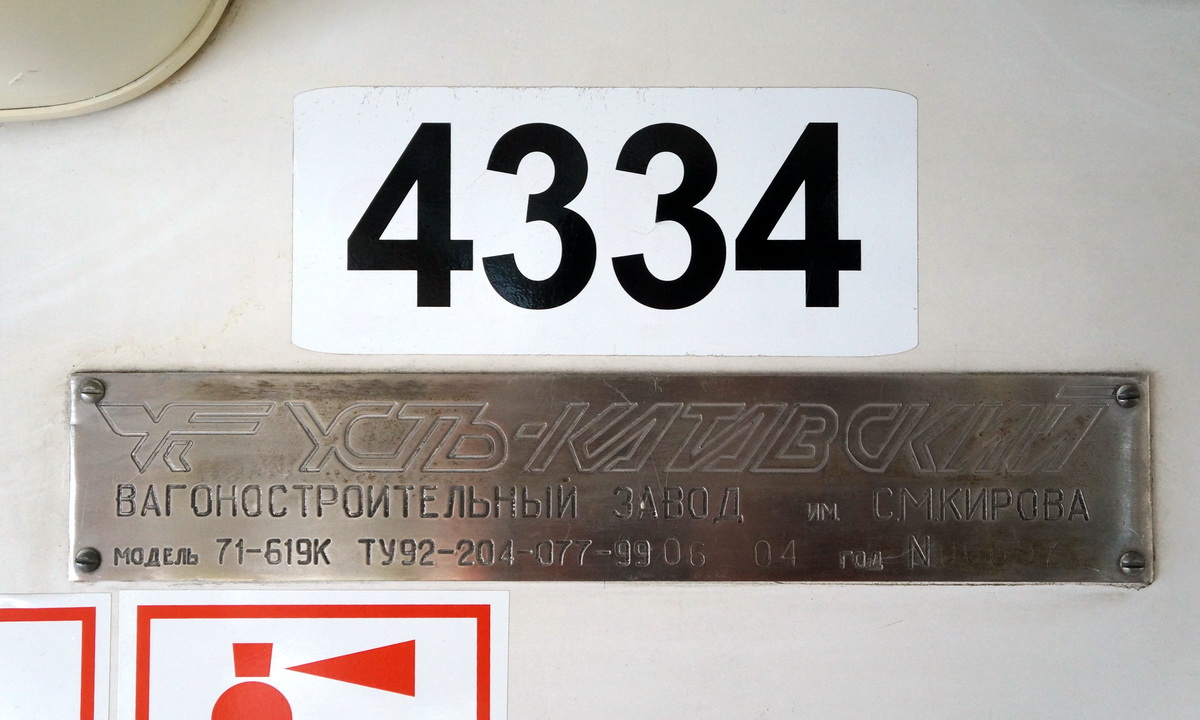 4334
УСТЬ-КАТАВСКИЙ
ВАГОНОСТРОИТЕЛЬНЫЙ ЗАВОД ИМ. С.М.КИРОВА
МОДЕЛЬ 71-619К ТУ92-204-077-99 06 04 ГОД N